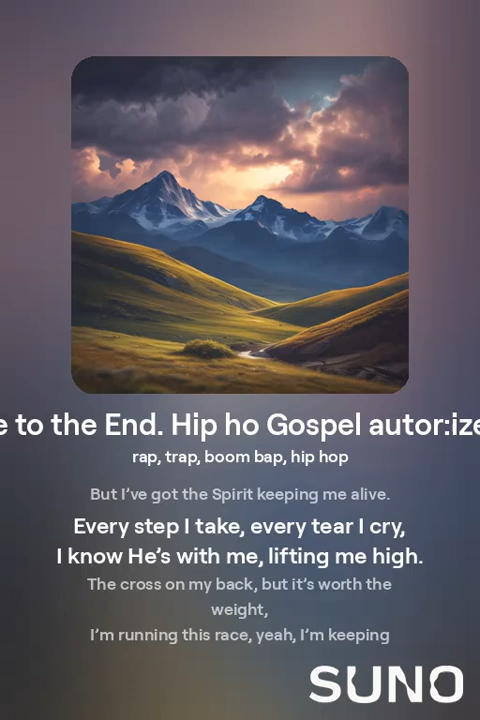 e to the End. Hip ho Gospel autor:ize
rap, trap, boom bap, hip hop
But I’ve got the Spirit keeping me alive.
Every step I take, every tear I cry,
I know He’s with me, lifting me high.
The cross on my back, but it’s worth the
weight,
I’m running this race, yeah, I’m keeping
SUNO